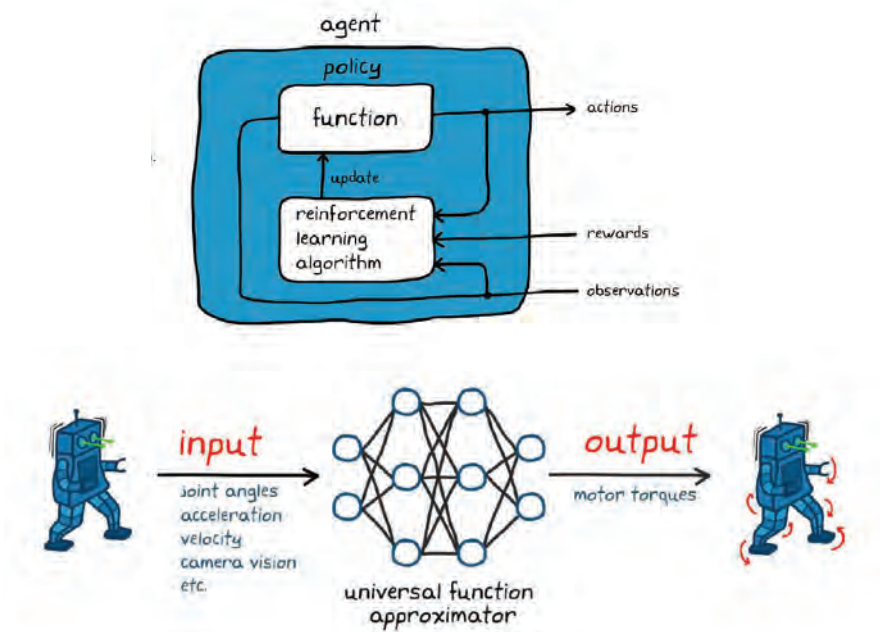 agent
policy
function
actions
update
reinforcement
learning
algorithm
rewards
observations
input
output
joint angles
acceleration
velocity
camera vision
etc.
motor torques
universal function
approximator